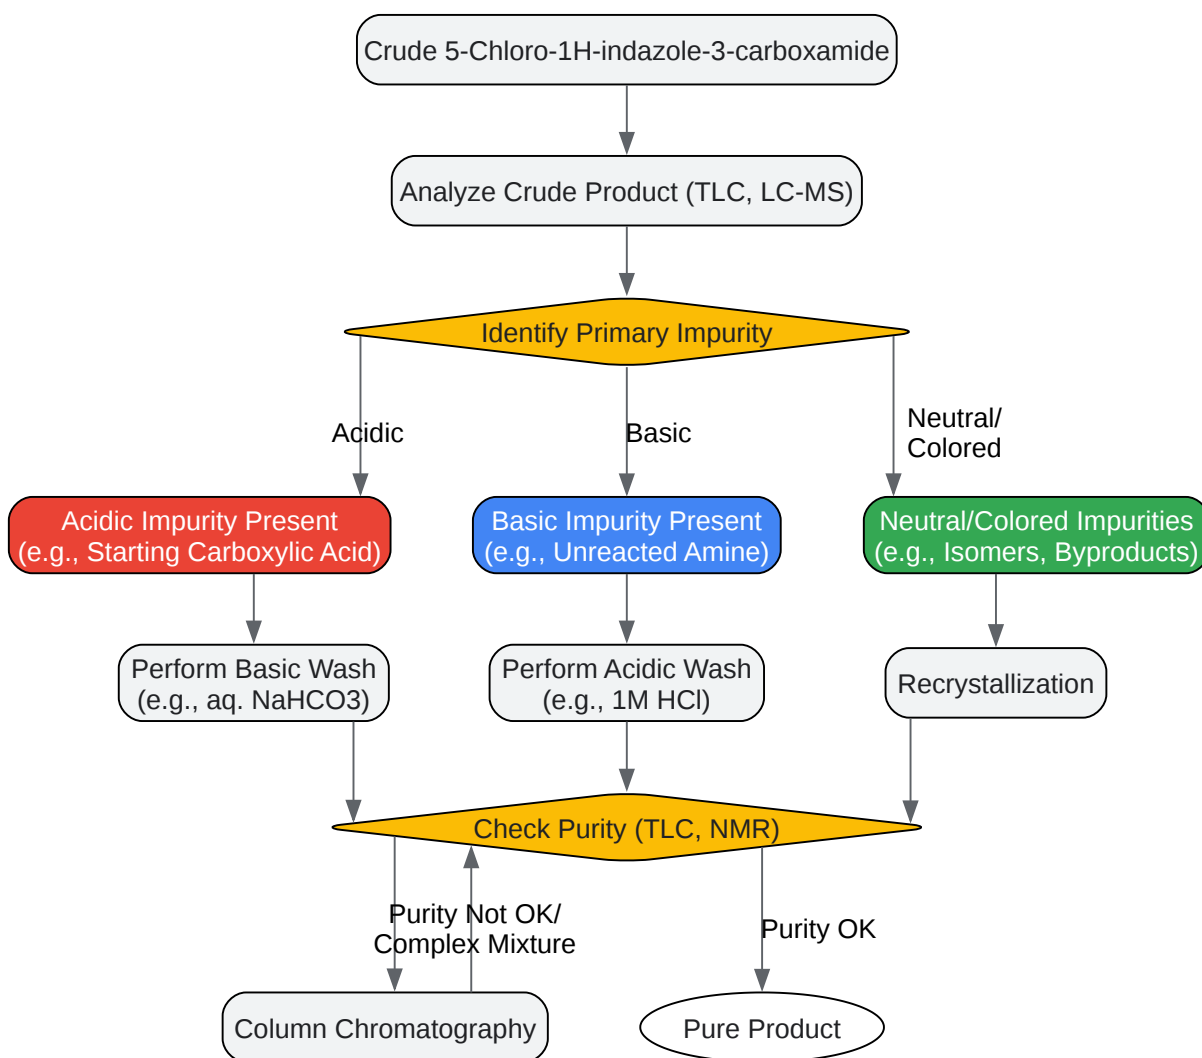 Crude 5-Chloro-1H-indazole-3-carboxamide
Analyze Crude Product (TLC, LC-MS)
Identify Primary Impurity
Acidic
Basic
Neutral/
Colored
Acidic Impurity Present
(e.g., Starting Carboxylic Acid)
Basic Impurity Present
(e.g., Unreacted Amine)
Neutral/Colored Impurities
(e.g., Isomers, Byproducts)
Perform Basic Wash
(e.g., aq. NaHCO3)
Perform Acidic Wash
(e.g., 1M HCl)
Recrystallization
Check Purity (TLC, NMR)
Purity Not OK/
Complex Mixture
Purity OK
Column Chromatography
Pure Product